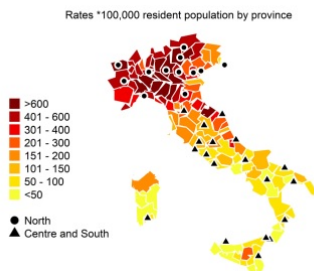 Rates *100,000 resident population by province
>600
401 - 600
301 - 400
201 - 300
151 - 200
101 - 150
50 - 100
<50
North
Centre and South